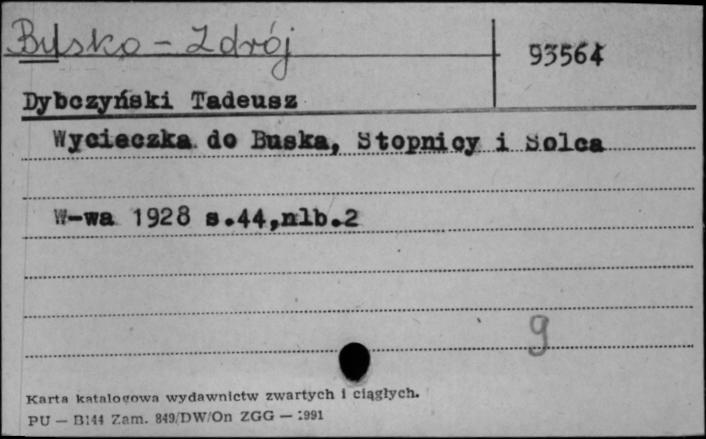 Busko - Zdrój
93564
Dybczyński Tadeusz
Wycieczka do Buska, Stopnicy i Solca
W-wa 1928 s.44,nlb.2
9
Karta katalogowa wydawnictw zwartych i ciągłych.
PU — B144 Zam. 849/DW/On ZGG — 1991